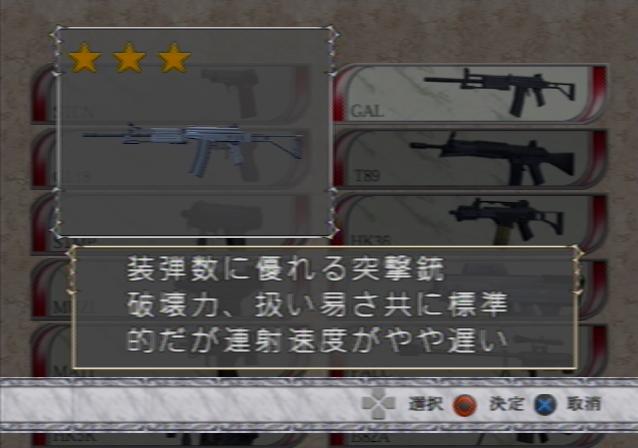 GAL
T89
HK36
装弾数に優れる突撃銃
破壊力、扱い易さ共に標準
的だが連射速度がやや遅い
選択 決定 取消
HK5K
B82A